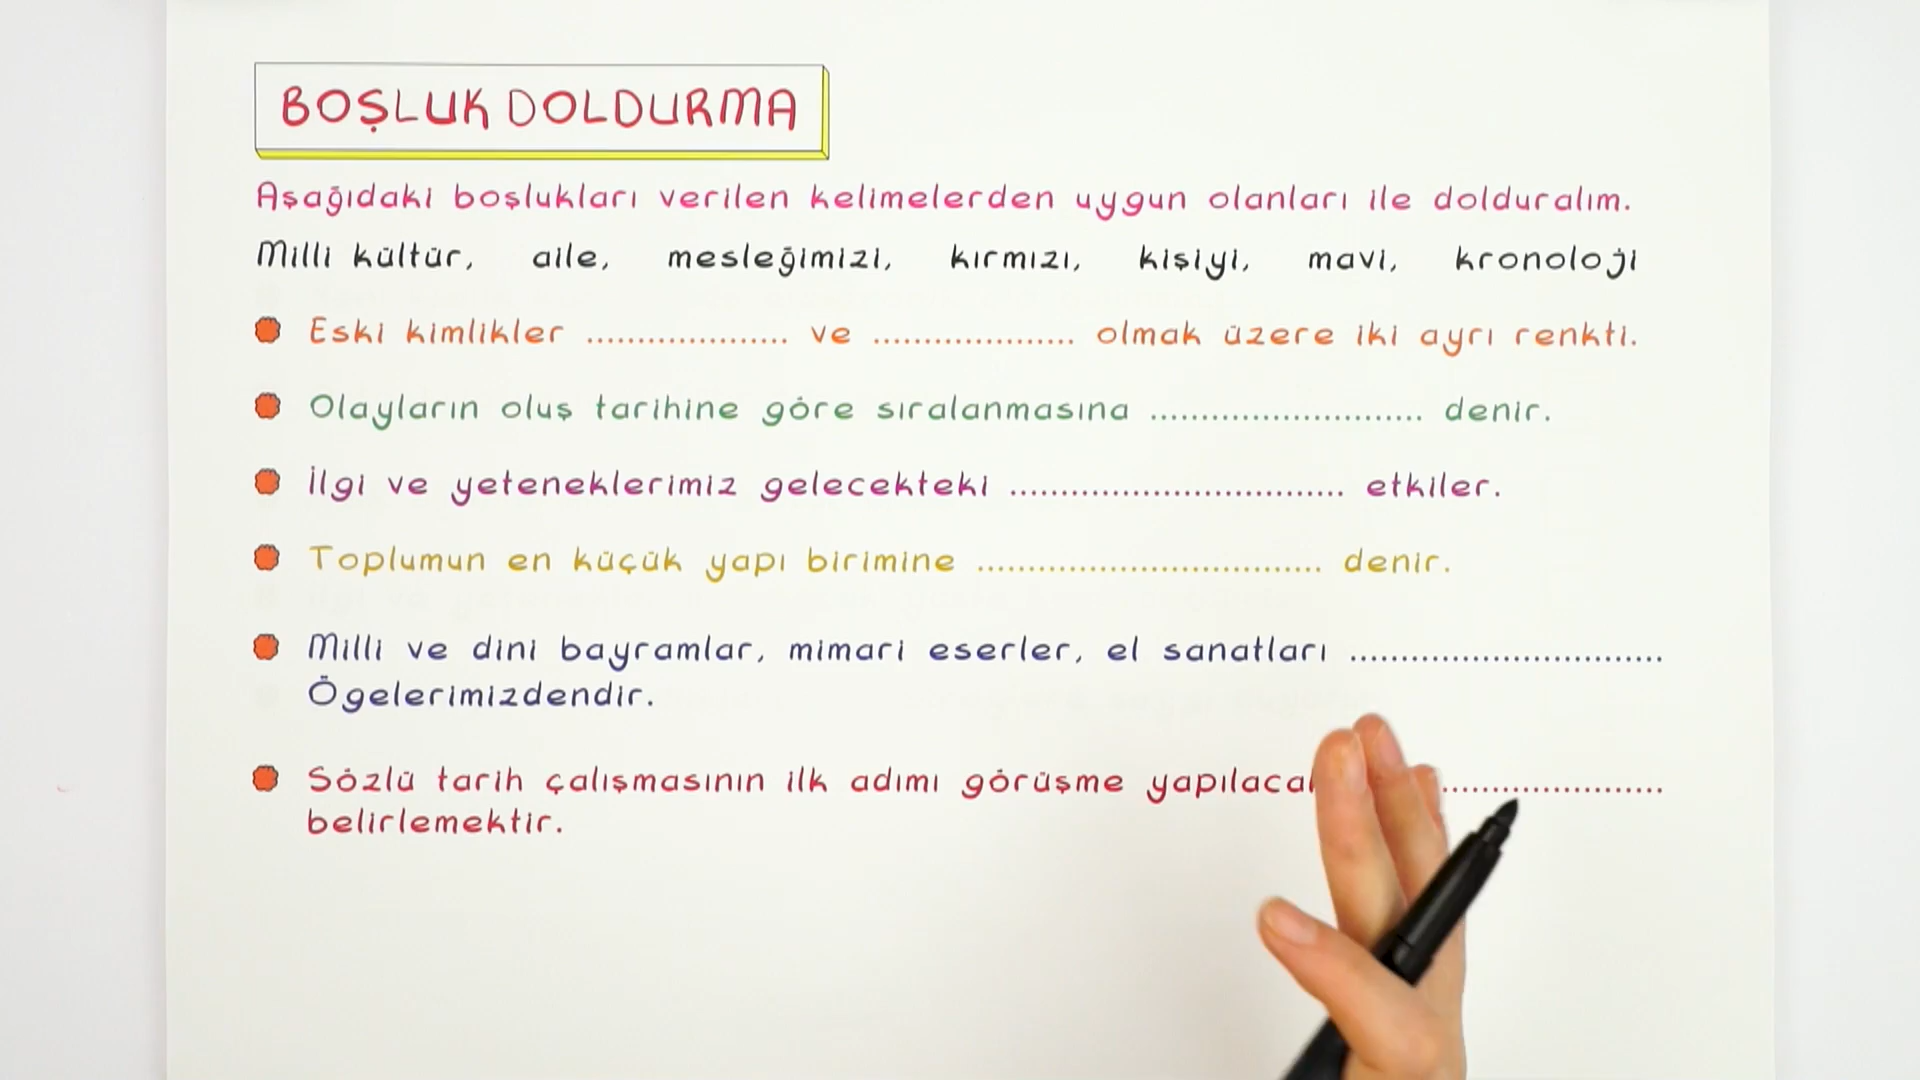 BOŞLUK DOLDURMA
Aşağıdaki boşlukları verilen kelimelerden uygun olanları ile dolduralım.
Milli kültür, aile, mesleğimizi, kırmızı, kişiyi, mavi, kronoloji
Eski kimlikler .................... ve .................... olmak üzere iki ayrı renkti.
Olayların oluş tarihine göre sıralanmasına ........................... denir.
İlgi ve yeteneklerimiz gelecekteki ................................. etkiler.
Toplumun en küçük yapı birimine .................................. denir.
Milli ve dini bayramlar, mimari eserler, el sanatları ...............................
Ögelerimizdendir.
Sözlü tarih çalışmasının ilk adımı görüşme ......................
belirlemektir.